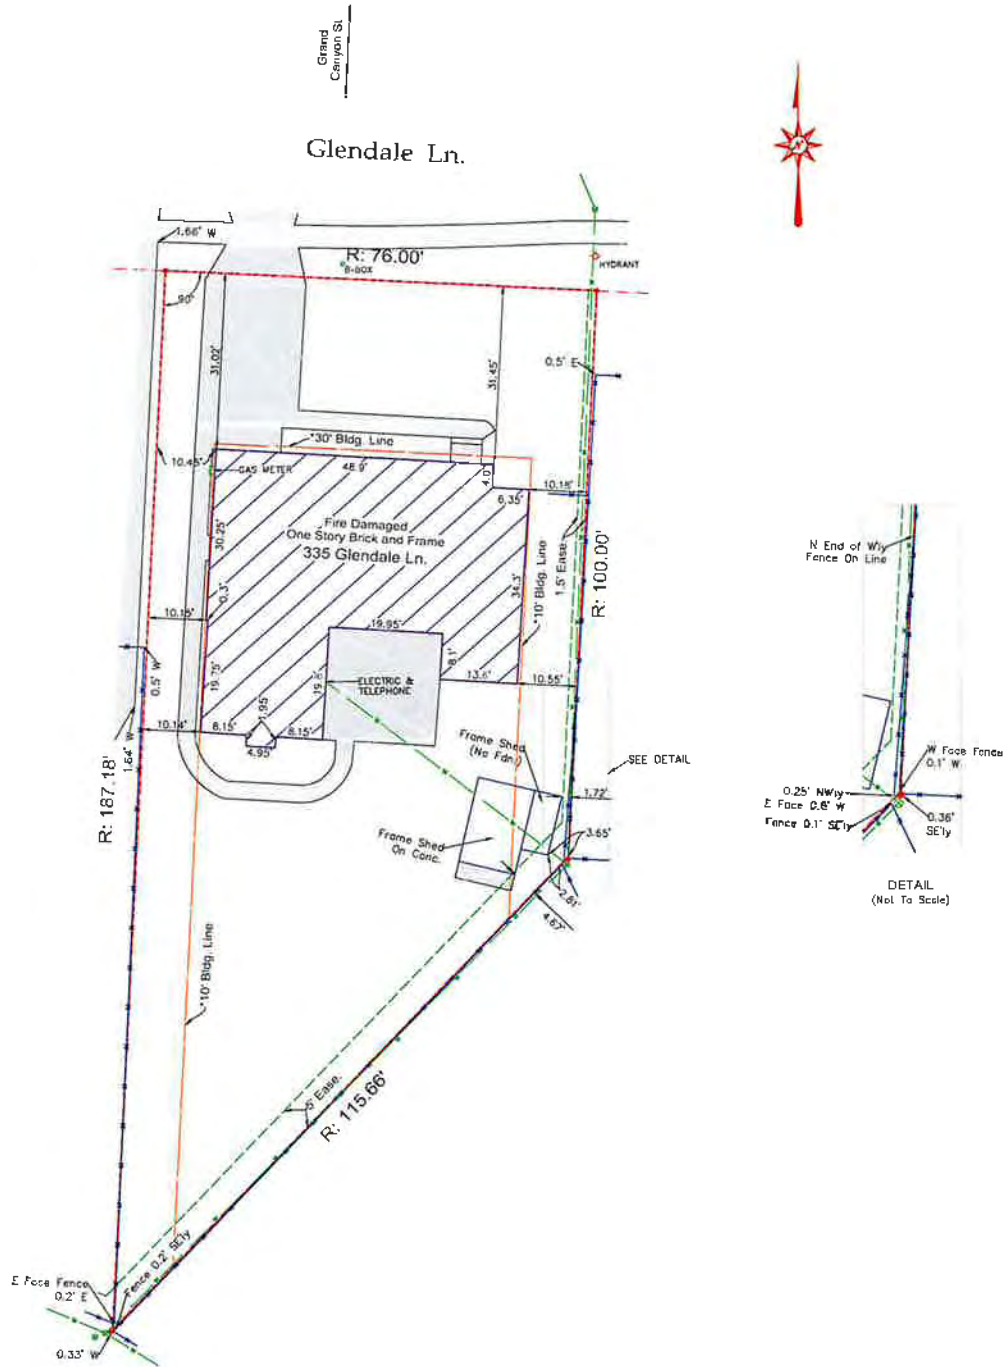 Grand
Canyon St
Glendale Ln.
N
1.66' W
R: 76.00'
B-BOX
HYDRANT
90°
31.02'
31.45'
0.5' E
*30' Bldg. Line
10.45'
GAS METER
48.9'
4.0'
6.35'
10.18'
Fire Damaged
One Story Brick and Frame
335 Glendale Ln.
30.25'
0.3'
34.3'
*10' Bldg. Line
1.5' Ease.
R: 100.00'
N End of W'ly
Fence On Line
10.15'
19.95'
8.1'
0.5' W
19.75'
19.6'
ELECTRIC &
TELEPHONE
13.6'
10.55'
1.95'
10.14'
8.15'
8.15'
4.95'
1.64' W
R: 187.18'
Frame Shed
(No Fdn.)
SEE DETAIL
W Face Fence
0.1' W
1.72'
0.25' NW'ly
E Face 0.6' W
Fence 0.1' SE'ly
0.36'
SE'ly
Frame Shed
On Conc.
3.65'
2.61'
4.67'
DETAIL
(Not To Scale)
*10' Bldg. Line
5' Ease.
R: 115.66'
Fence 0.2' SE'ly
E Face Fence
0.2' E
0.33' W